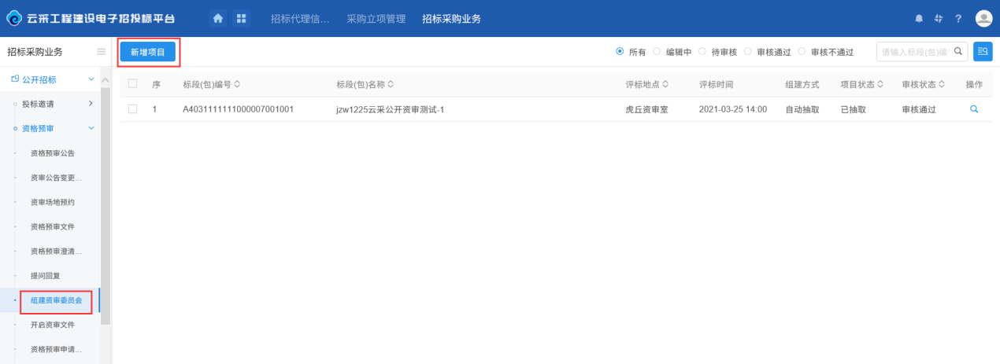 云采工程建设电子招投标平台 招标代理信... 采购立项管理 招标采购业务 ?
招标采购业务 新增项目 所有 编辑中 待审核 审核通过 审核不通过 请输入标段(包)编
公开招标
序 标段(包)编号 标段(包)名称 评标地点 评标时间 组建方式 项目状态 审核状态 操作
投标邀请
1 A4031111111000007001001 jzw1225云采公开资审测试-1 虎丘资审室 2021-03-25 14:00 自动抽取 已抽取 审核通过
资格预审
资格预审公告
资审公告变更...
资审场地预约
资格预审文件
资格预审澄清...
提问回复
组建资审委员会
开启资审文件
资格预审申请...